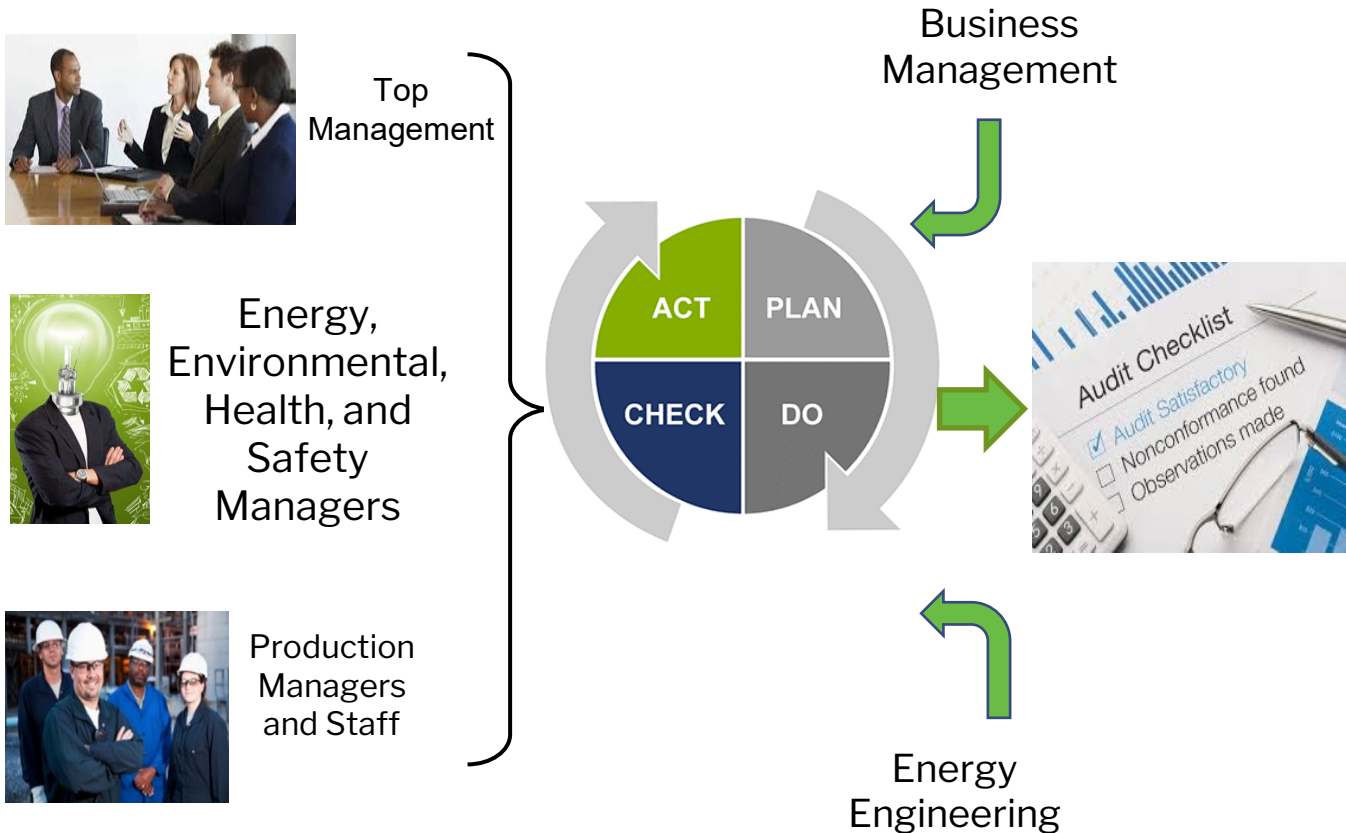 Top
Management
Energy,
Environmental,
Health, and
Safety
Managers
Production
Managers
and Staff
Business
Management
ACT
PLAN
CHECK
DO
Audit Checklist
Audit Satisfactory
Nonconformance found
Observations made
Energy
Engineering